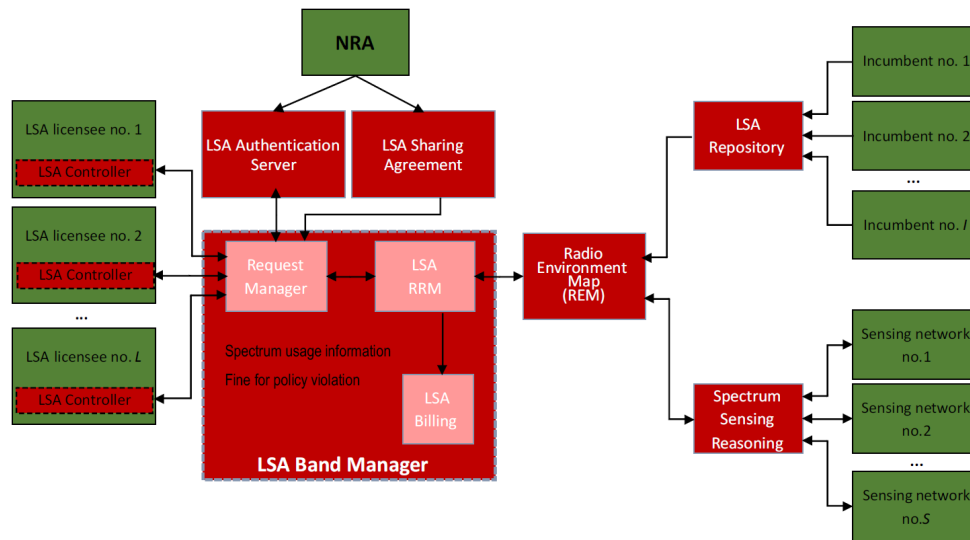 NRA
LSA licensee no. 1
LSA Controller
LSA licensee no. 2
LSA Controller
...
LSA licensee no. L
LSA Controller
LSA Authentication
Server
LSA Sharing
Agreement
Request
Manager
LSA
RRM
Spectrum usage information
Fine for policy violation
LSA
Billing
LSA Band Manager
Radio
Environment
Map
(REM)
LSA
Repository
Incumbent no. 1
Incumbent no. 2
...
Incumbent no. I
Spectrum
Sensing
Reasoning
Sensing network
no.1
Sensing network
no.2
...
Sensing network
no.S